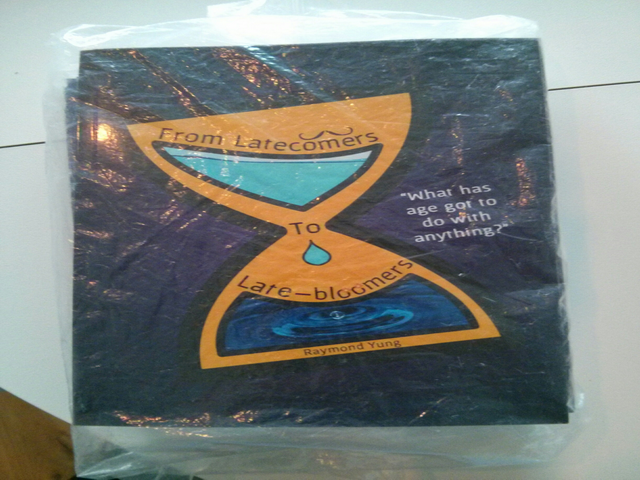 From Latecomers
To
Late-bloomers
Raymond Yung
"What has
age got to
do with
anything?"